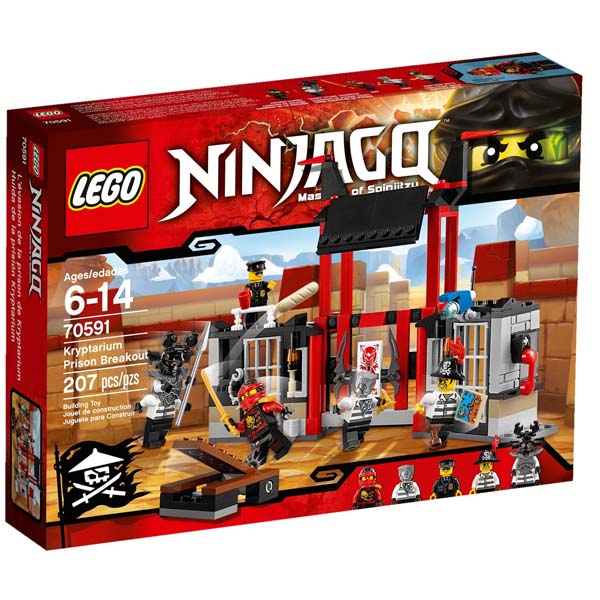 LEGO
NINJAGO
™
Masters of Spinjitzu
Ages/edades
6-14
70591
Kryptarium
Prison Breakout
207 pcs/pzs
Building Toy
Jouet de construction
Juguete para Construir
LEGO
70591
NINJAGO
L'évasion de la prison de Kryptarium
Huida de la prisión Kryptarium